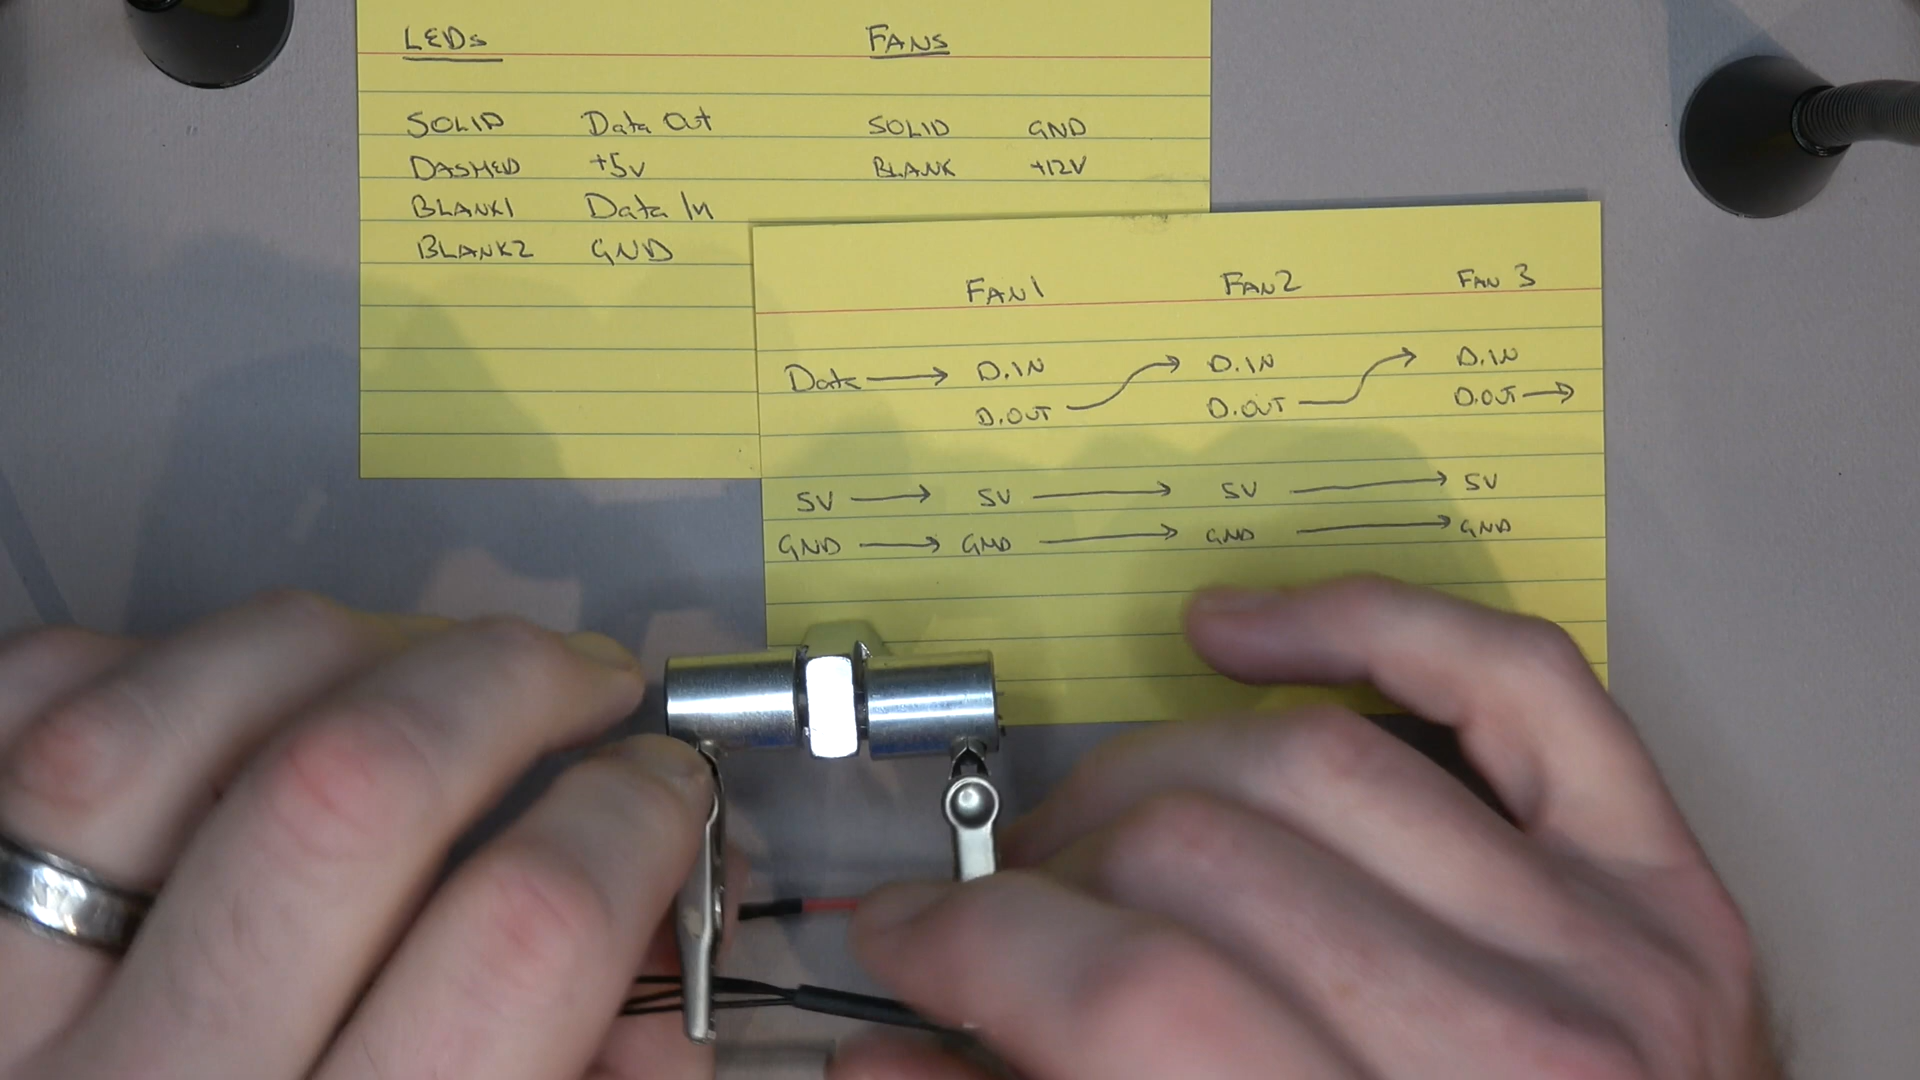 LEDs FANS
SOLID Data Out SOLID GND
DASHED +5v BLANK +12V
BLANK1 Data In
BLANK2 GND
FAN1 FAN2 FAN 3
Data → D.IN D.IN D.IN
D.OUT → D.OUT → D.OUT →
5V → 5V → 5V → 5V
GND → GND → GND → GND